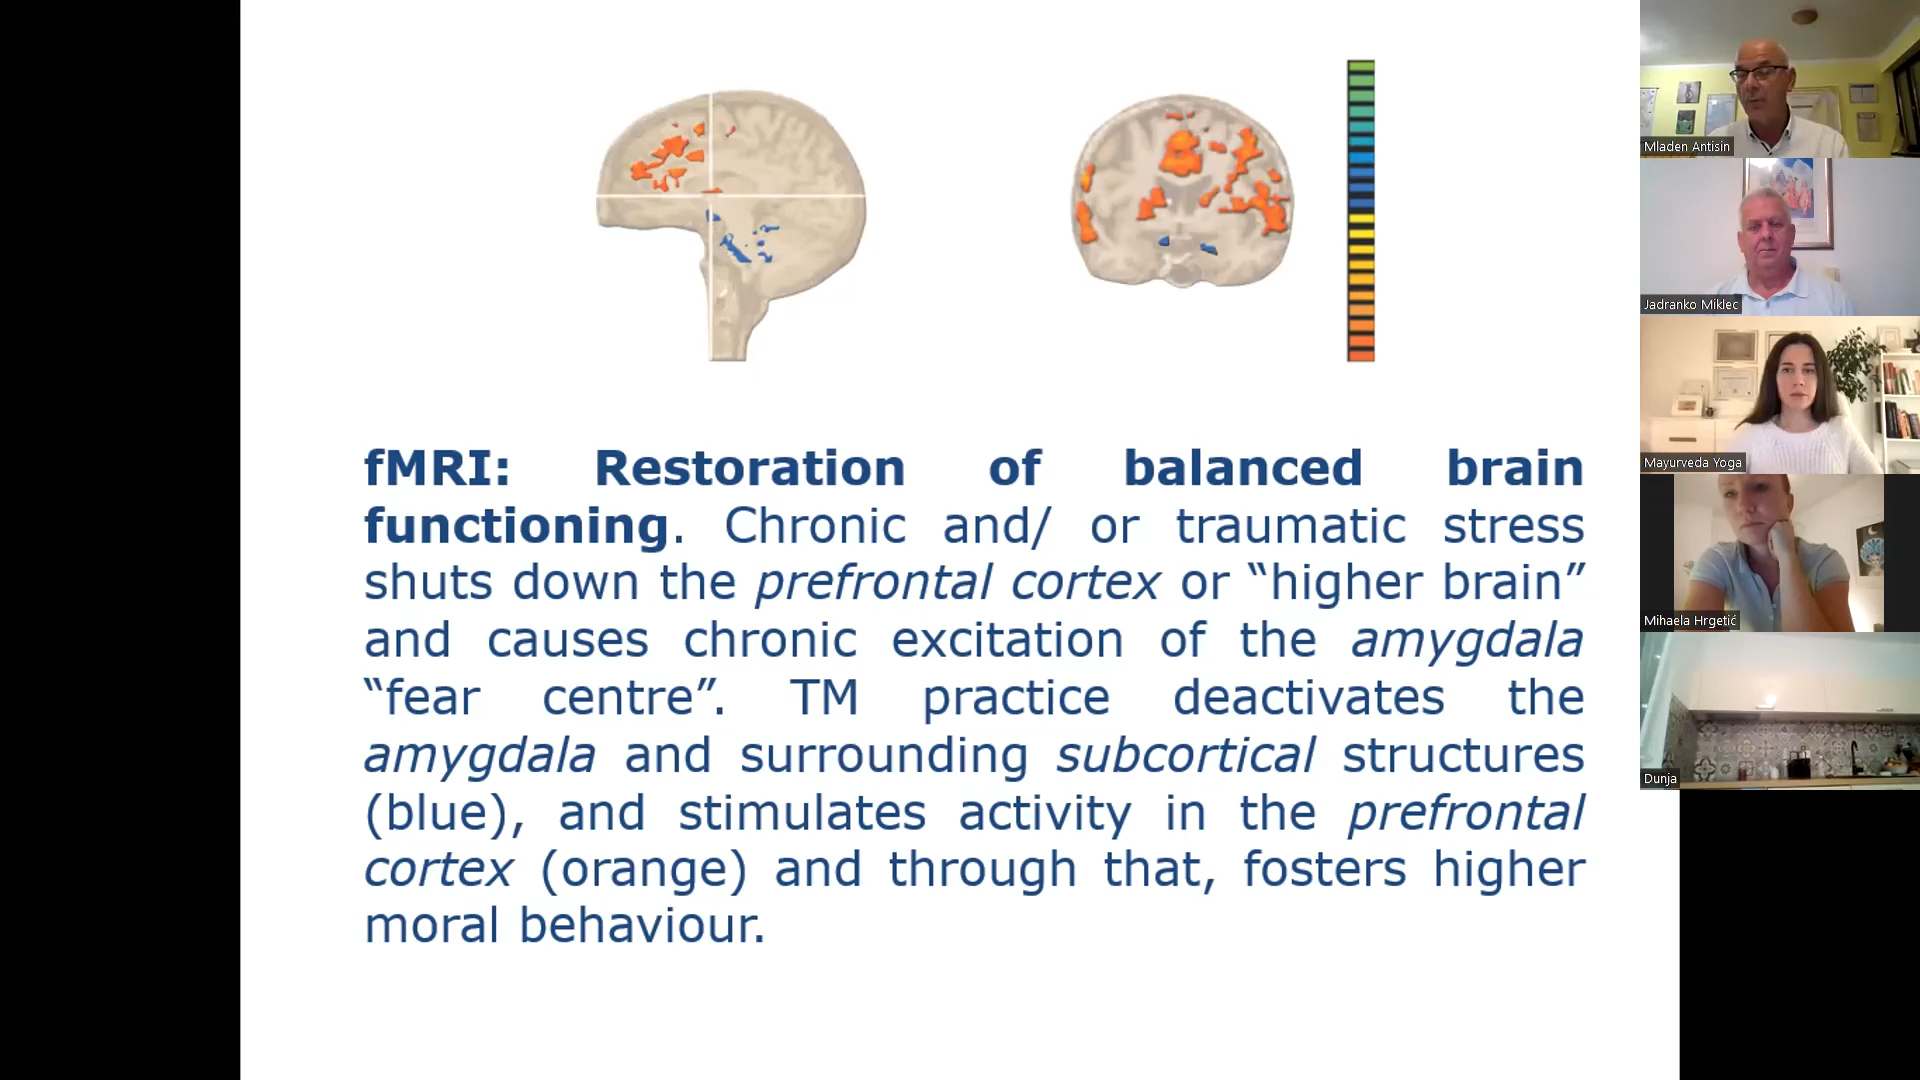 fMRI: Restoration of balanced brain
functioning. Chronic and/ or traumatic stress
shuts down the prefrontal cortex or “higher brain”
and causes chronic excitation of the amygdala
“fear centre”. TM practice deactivates the
amygdala and surrounding subcortical structures
(blue), and stimulates activity in the prefrontal
cortex (orange) and through that, fosters higher
moral behaviour.
Mladen Antisin
Jadranko Miklec
Mayurveda Yoga
Mihaela Hrgetić
Dunja